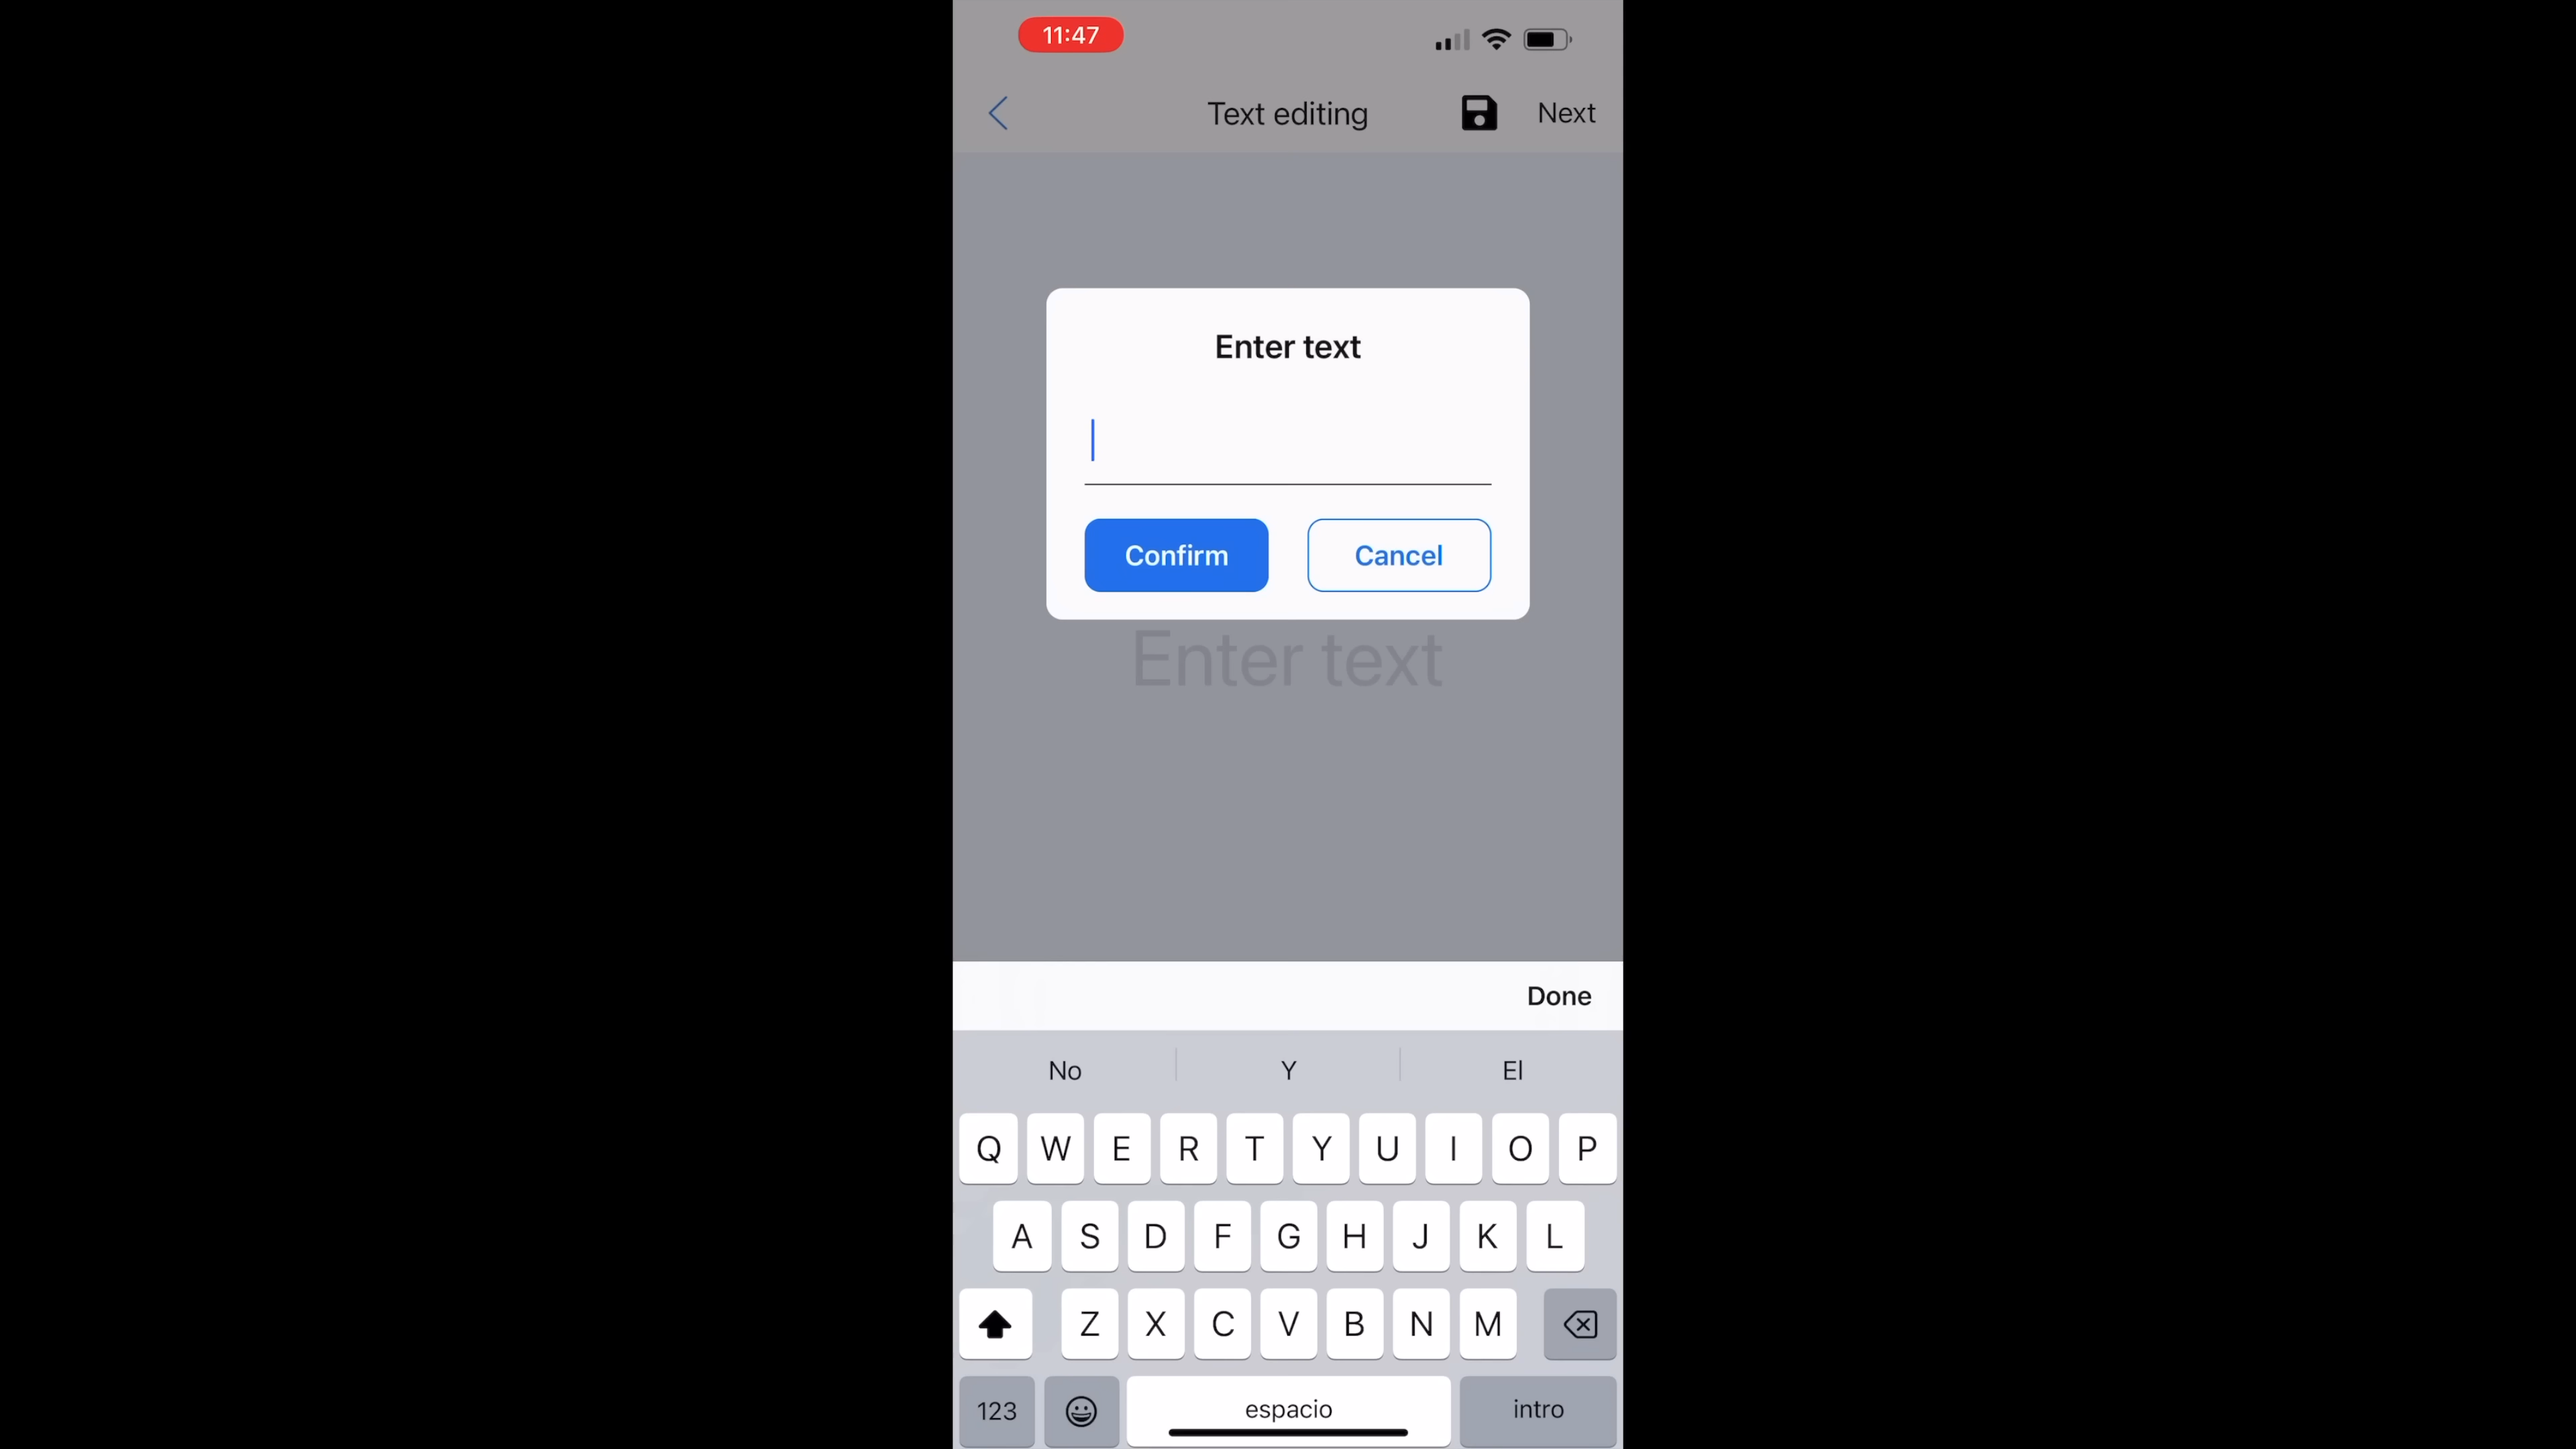 11:47
Text editing
Next
Enter text
Confirm
Cancel
Enter text
Done
No
Y
El
Q W E R T Y U I O P
A S D F G H J K L
Z X C V B N M
123
espacio
intro